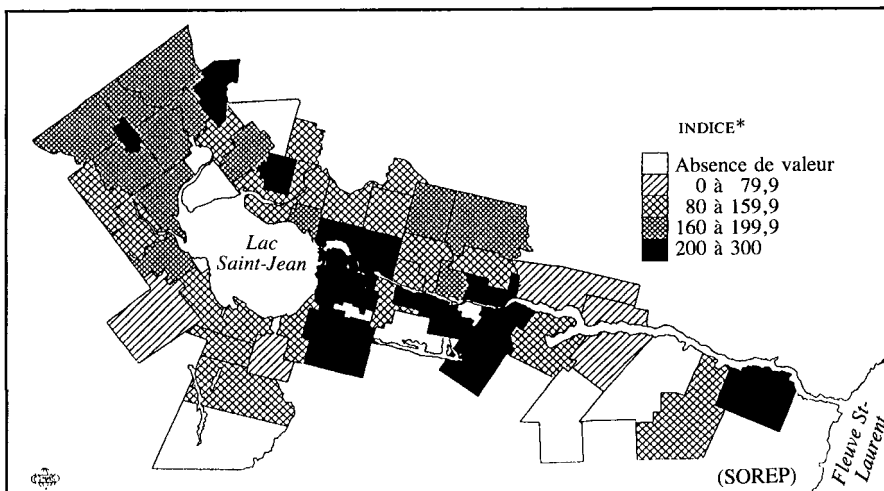 INDICE*
Absence de valeur
0 à 79,9
80 à 159,9
160 à 199,9
200 à 300
Lac
Saint-Jean
(SOREP)
Fleuve St-
Laurent